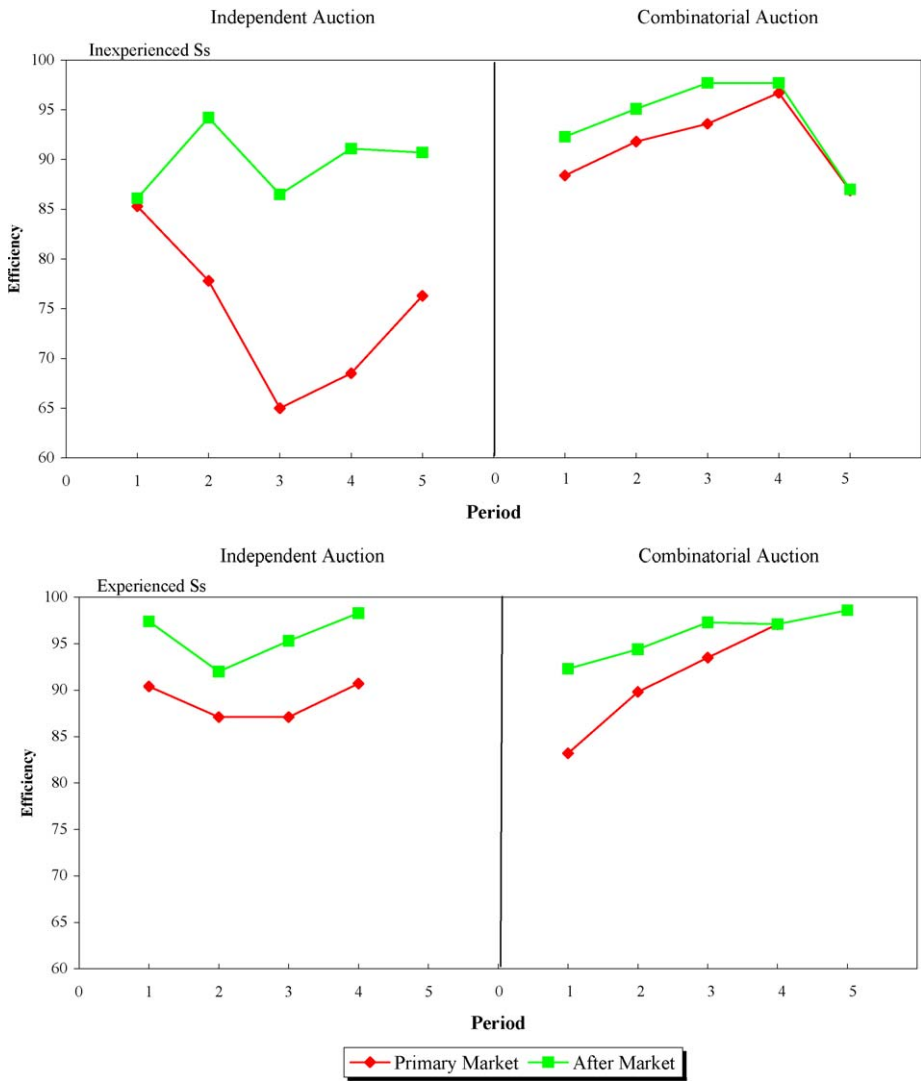 Independent Auction Combinatorial Auction
Inexperienced Ss
100
95
90
85
80
75
70
65
60
Efficiency
0 1 2 3 4 5 0 1 2 3 4 5
Period
Independent Auction Combinatorial Auction
Experienced Ss
100
95
90
85
80
75
70
65
60
Efficiency
0 1 2 3 4 5 0 1 2 3 4 5
Period
Primary Market After Market